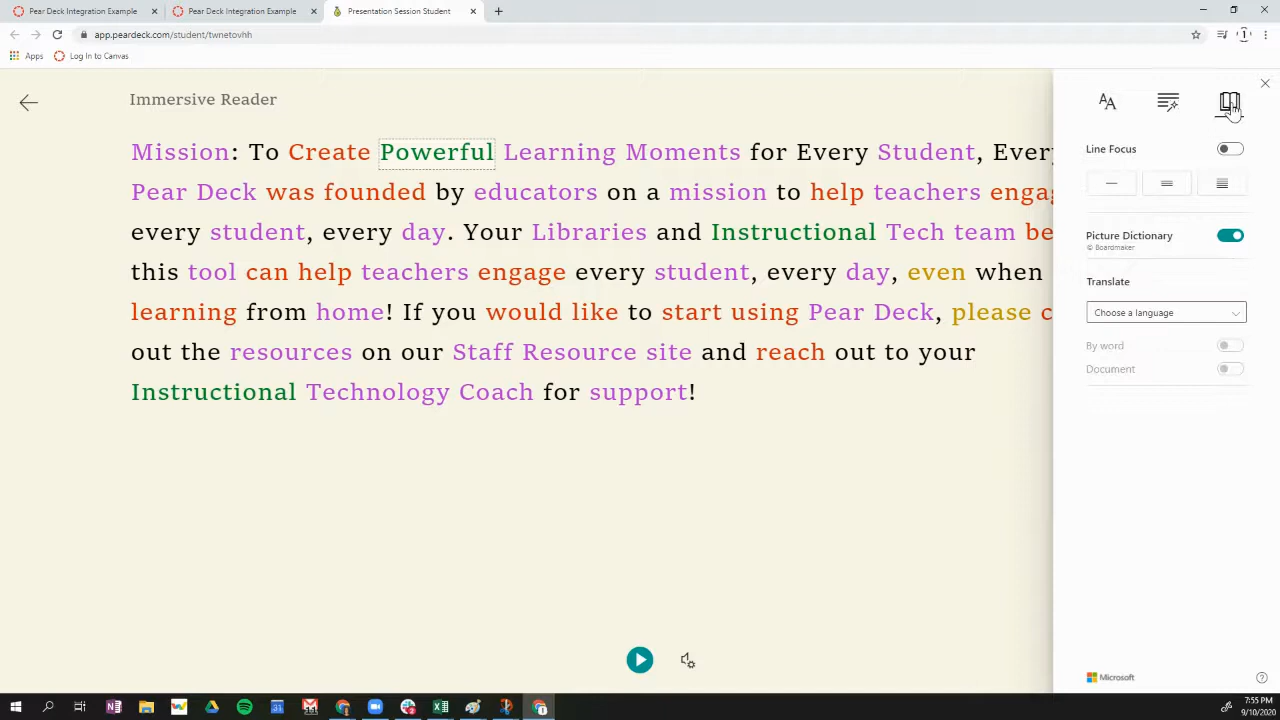 Pear Deck Integration Example
Pear Deck Integration Example
Presentation Session Student
app.peardeck.com/student/twnetovhh
Apps
Log In to Canvas
Immersive Reader
Mission: To Create Powerful Learning Moments for Every Student, Every
Pear Deck was founded by educators on a mission to help teachers engag
every student, every day. Your Libraries and Instructional Tech team be
this tool can help teachers engage every student, every day, even when
learning from home! If you would like to start using Pear Deck, please c
out the resources on our Staff Resource site and reach out to your
Instructional Technology Coach for support!
Line Focus
Picture Dictionary
© Boardmaker
Translate
Choose a language
By word
Document
Microsoft
7:55 PM
9/10/2020